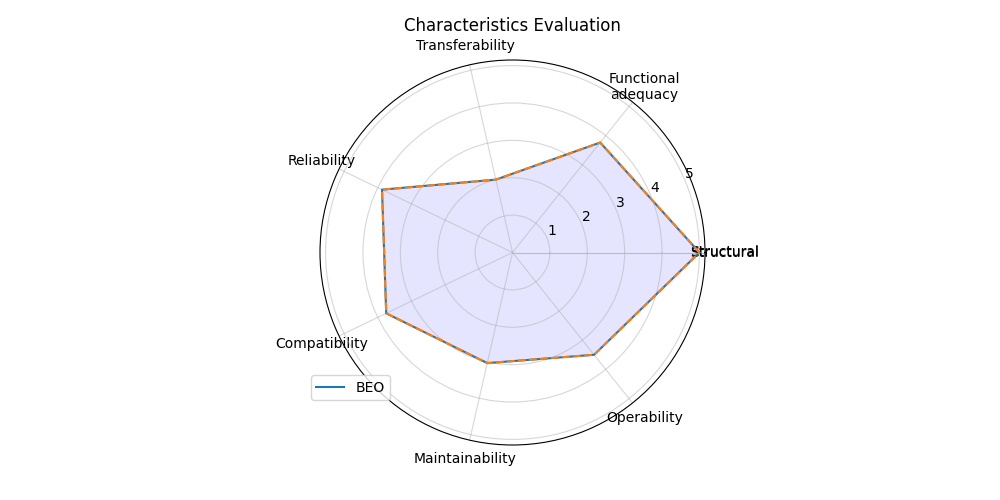 Characteristics Evaluation
Transferability
Functional
adequacy
Reliability
5
4
3
2
1
Structural
Compatibility
BEO
Operability
Maintainability